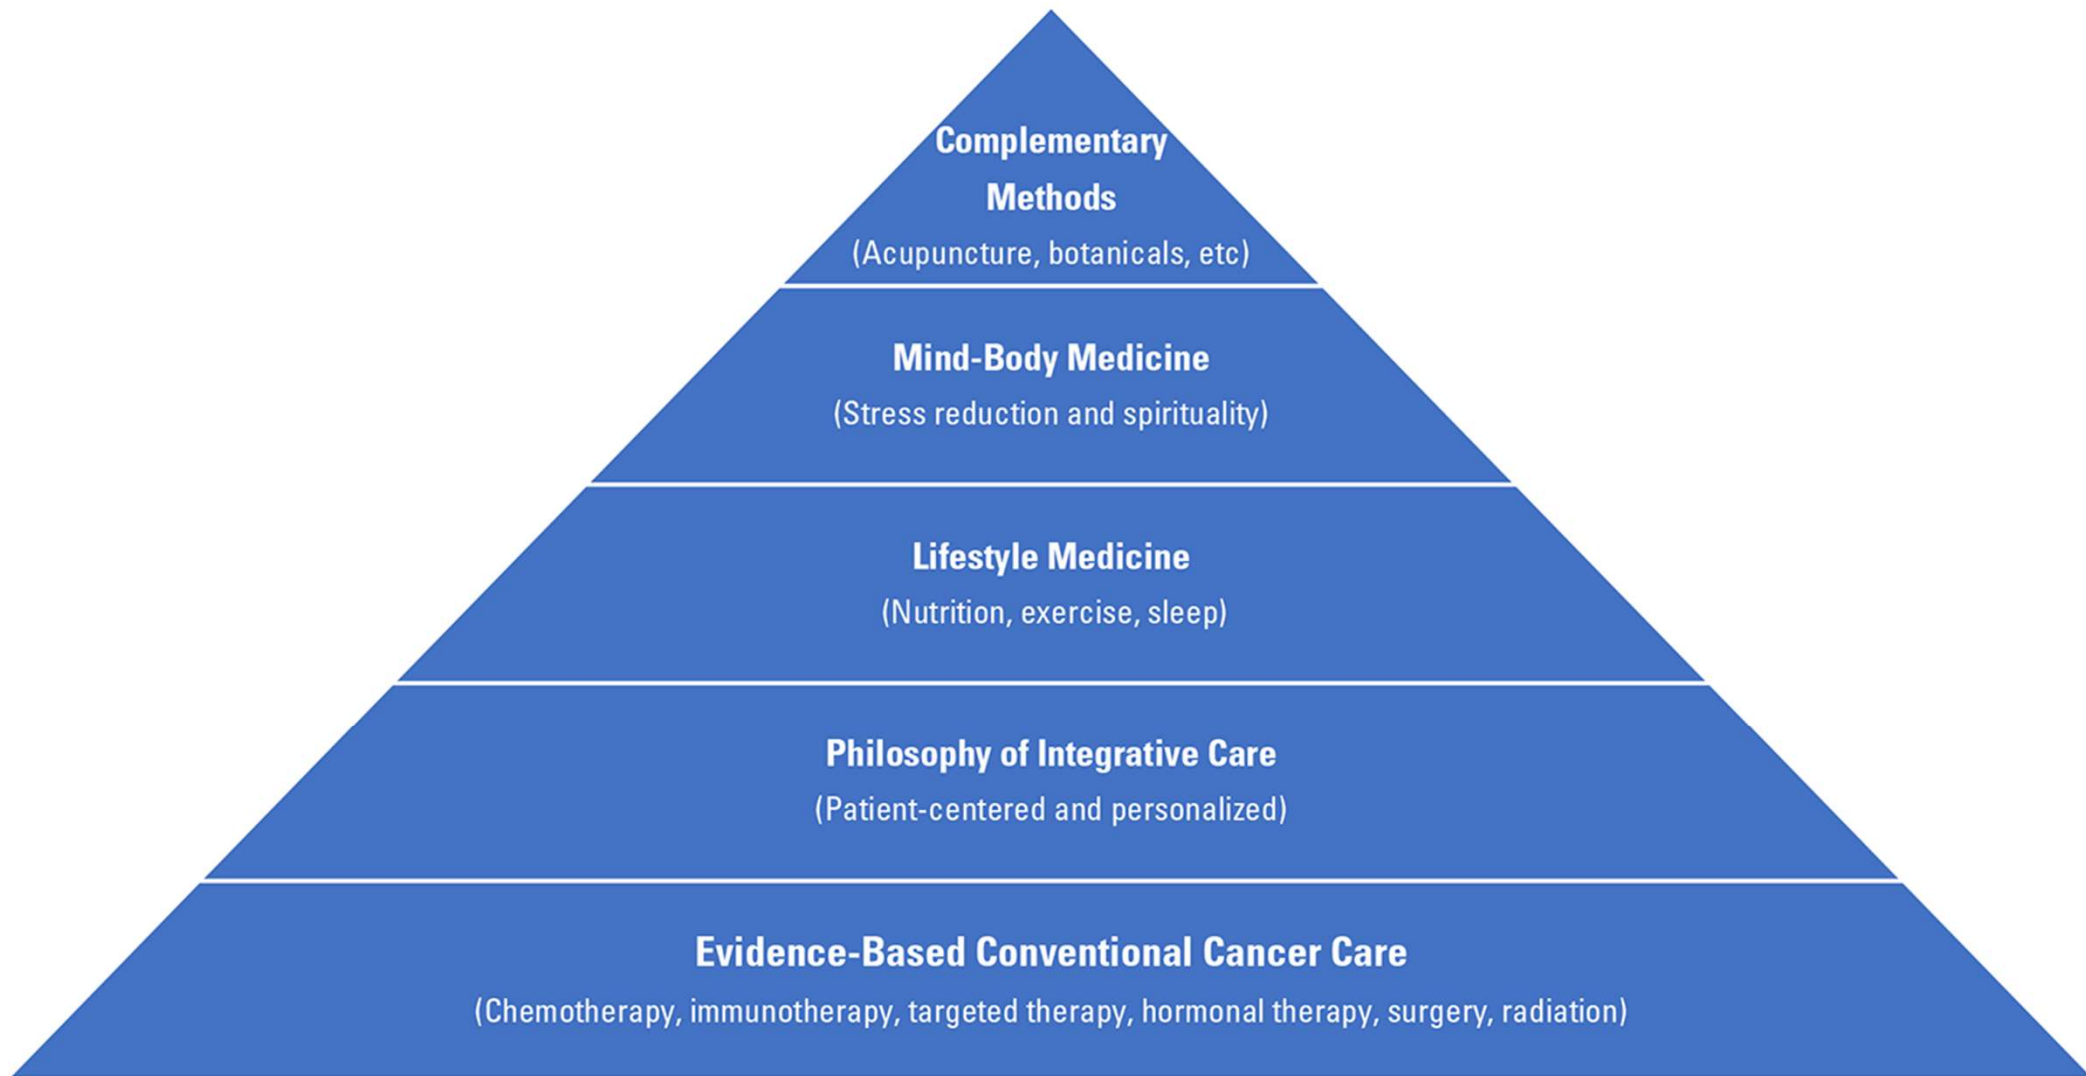 Complementary
Methods
(Acupuncture, botanicals, etc)
Mind-Body Medicine
(Stress reduction and spirituality)
Lifestyle Medicine
(Nutrition, exercise, sleep)
Philosophy of Integrative Care
(Patient-centered and personalized)
Evidence-Based Conventional Cancer Care
(Chemotherapy, immunotherapy, targeted therapy, hormonal therapy, surgery, radiation)